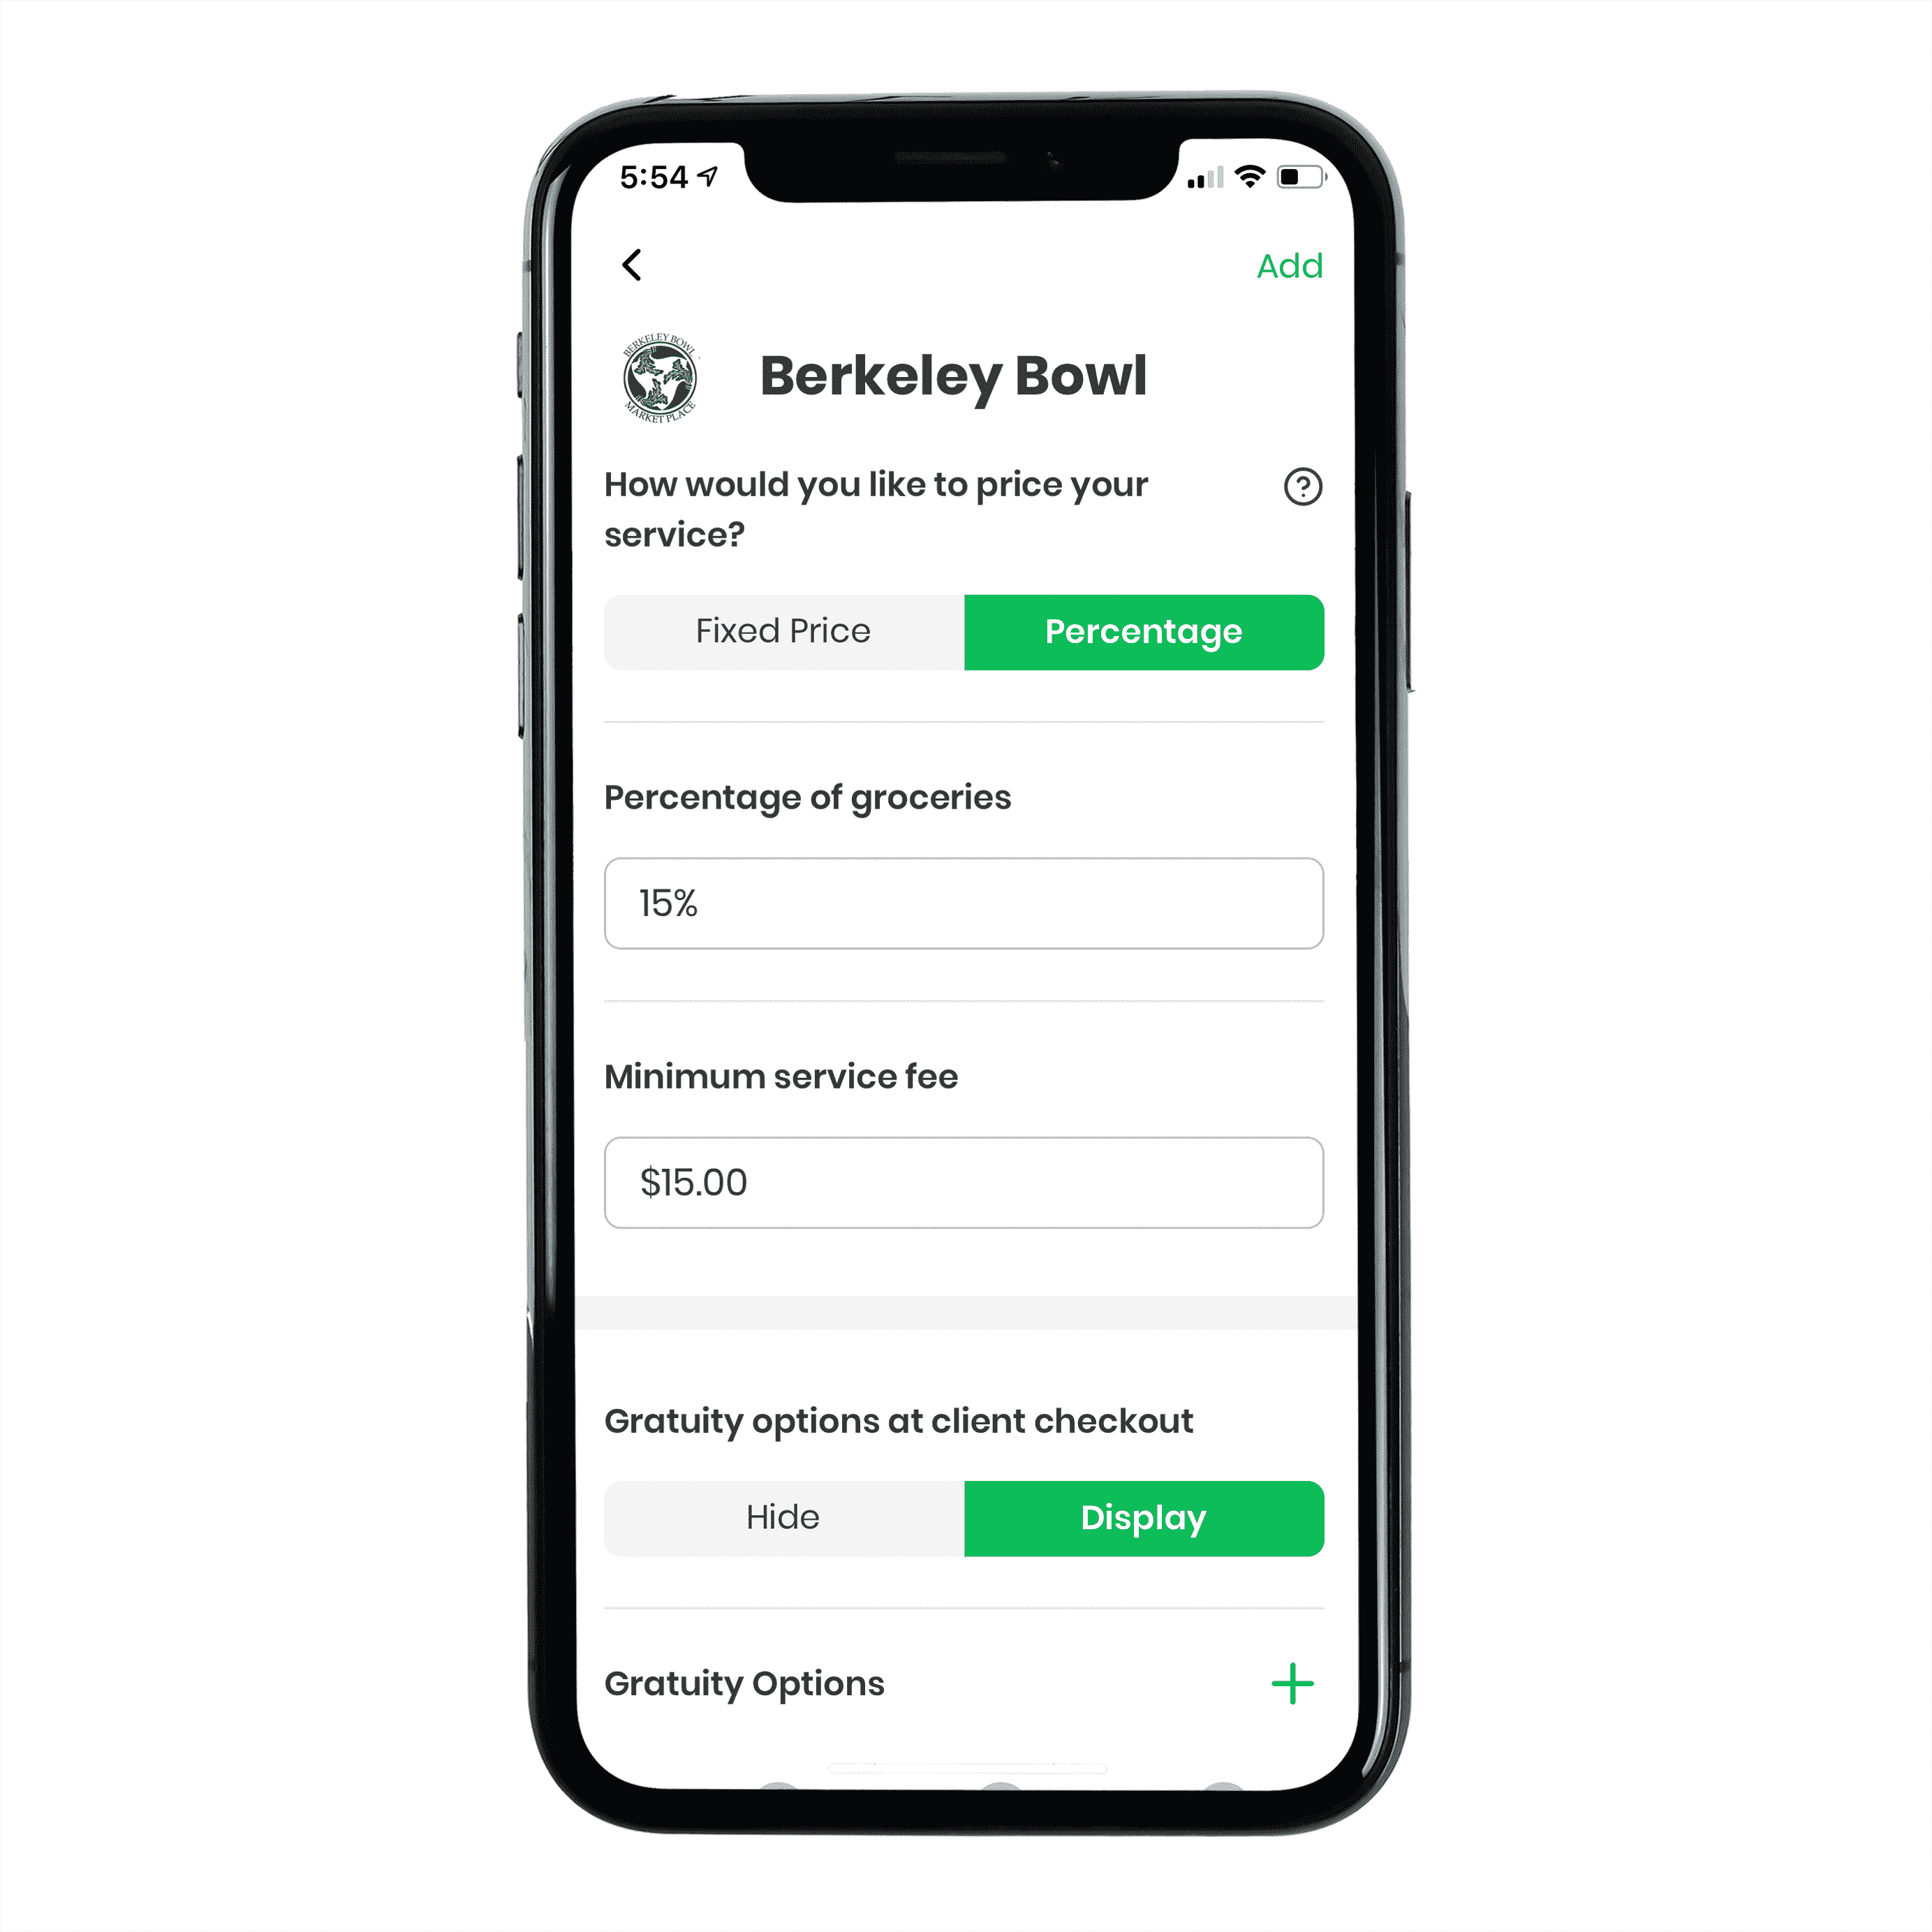 5:54
Add
BERKELEY BOWL
MARKET PLACE
Berkeley Bowl
How would you like to price your
service?
Fixed Price
Percentage
Percentage of groceries
15%
Minimum service fee
$15.00
Gratuity options at client checkout
Hide
Display
Gratuity Options